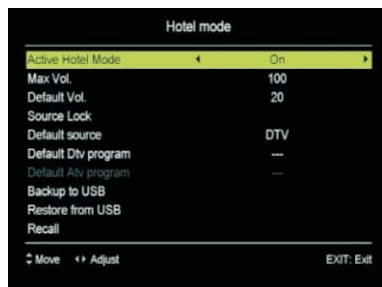 Hotel mode
Active Hotel Mode On
Max Vol. 100
Default Vol. 20
Source Lock
Default source DTV
Default Dtv program ---
Default Atv program ---
Backup to USB
Restore from USB
Recall
Move Adjust EXIT: Exit